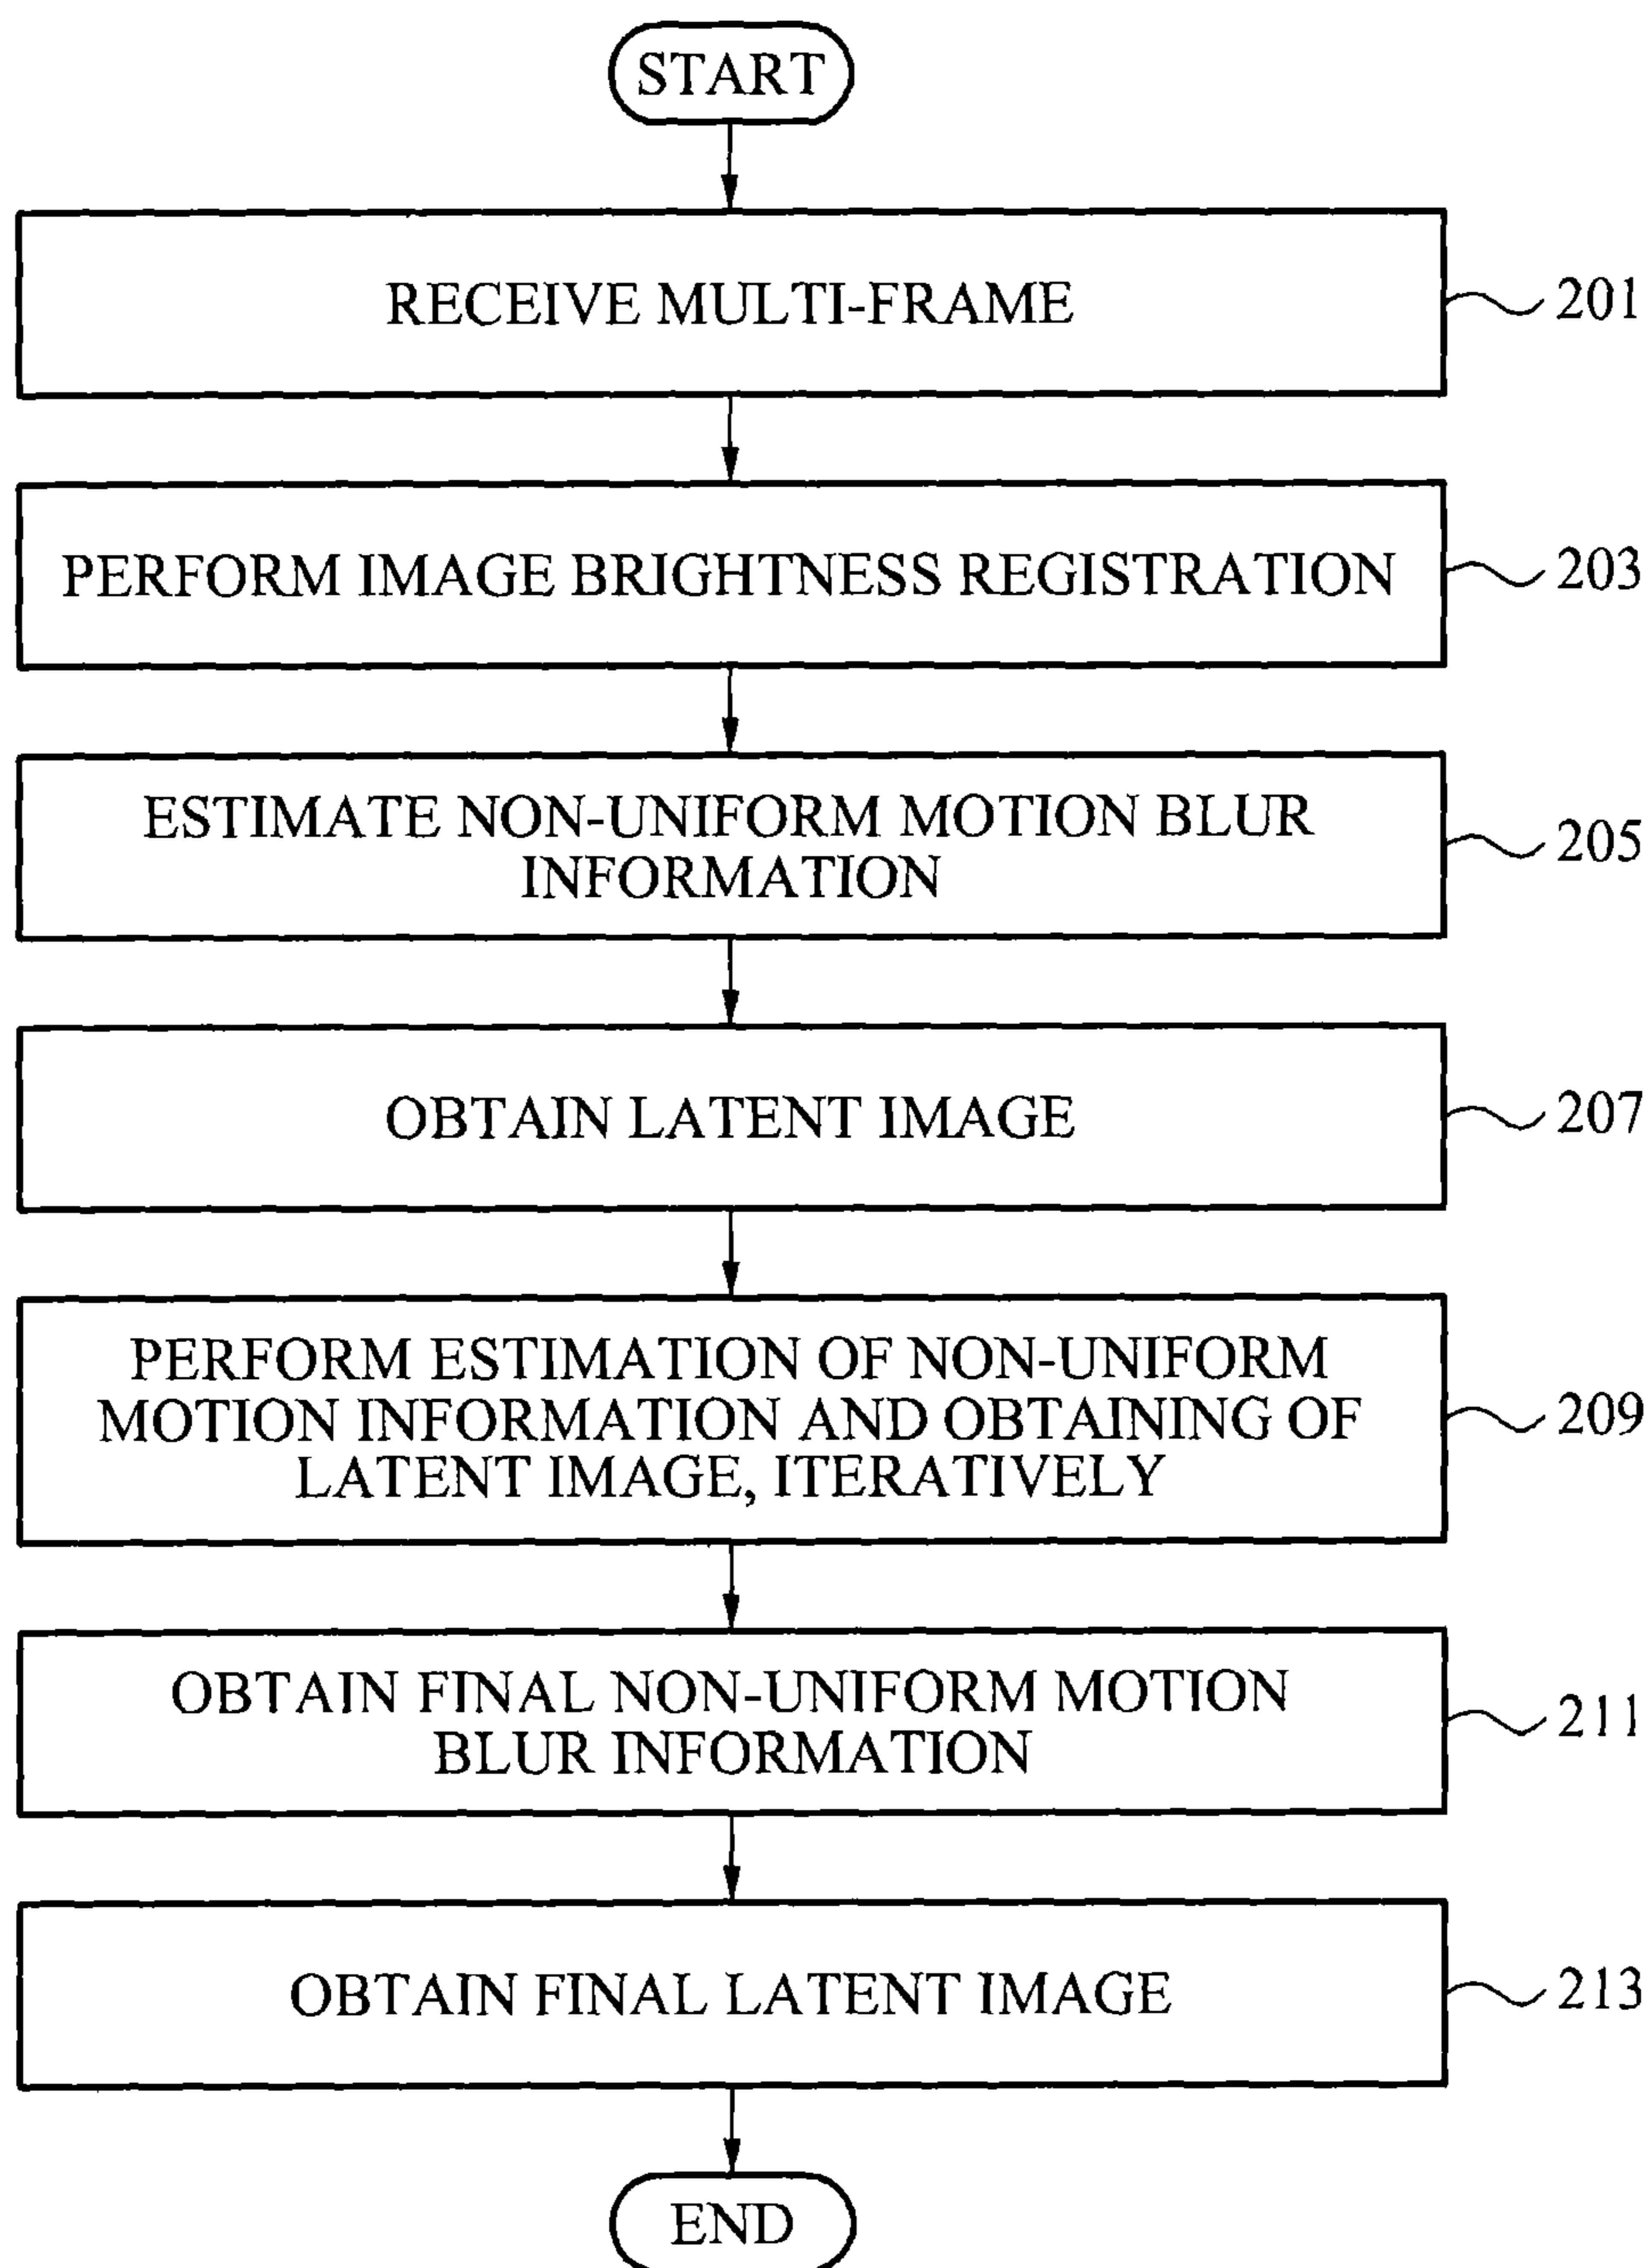 START
RECEIVE MULTI-FRAME
201
PERFORM IMAGE BRIGHTNESS REGISTRATION
203
ESTIMATE NON-UNIFORM MOTION BLUR
INFORMATION
205
OBTAIN LATENT IMAGE
207
PERFORM ESTIMATION OF NON-UNIFORM
MOTION INFORMATION AND OBTAINING OF
LATENT IMAGE, ITERATIVELY
209
OBTAIN FINAL NON-UNIFORM MOTION
BLUR INFORMATION
211
OBTAIN FINAL LATENT IMAGE
213
END